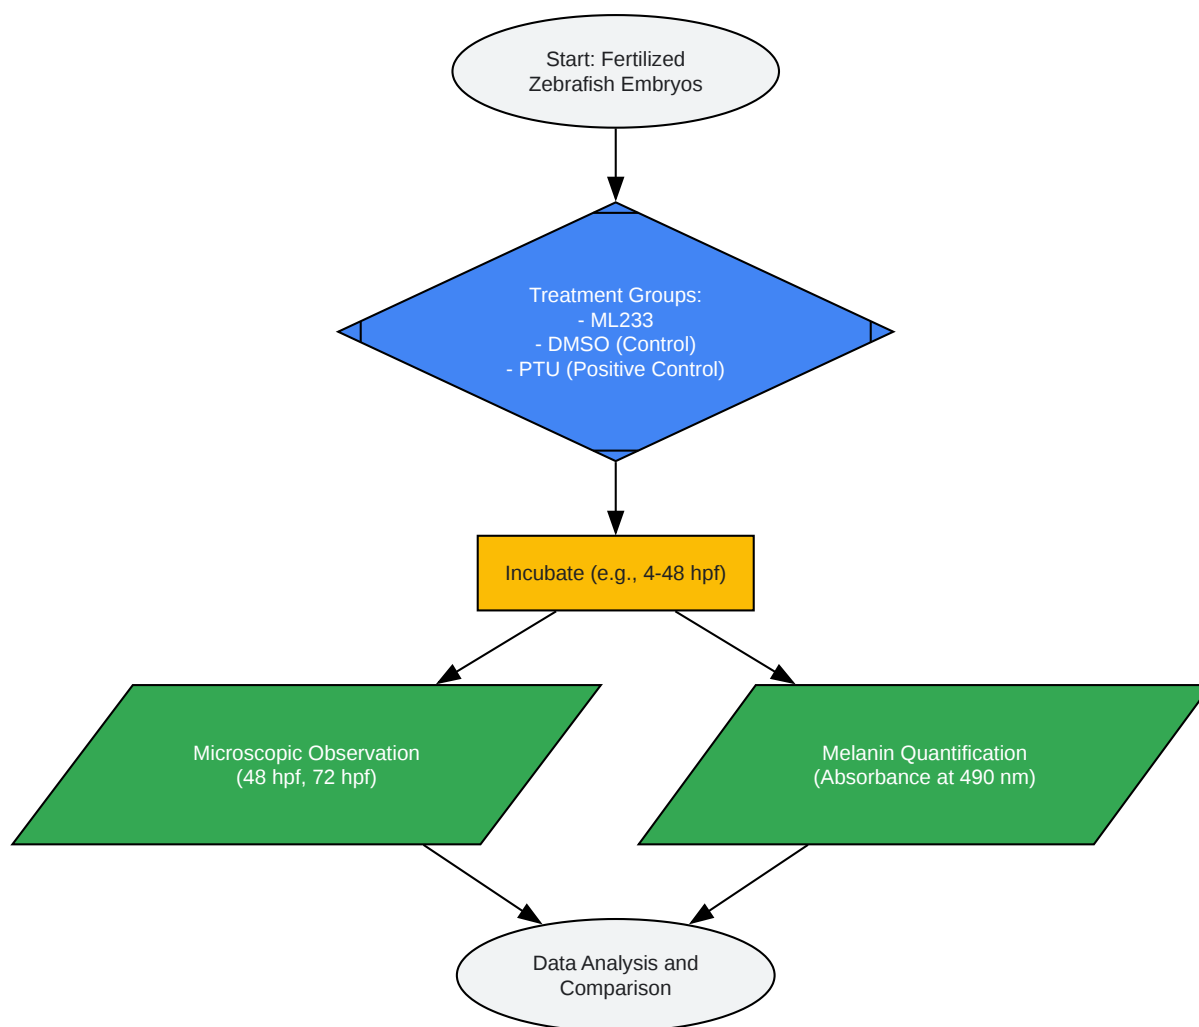 Start: Fertilized
Zebrafish Embryos
Treatment Groups:
- ML233
- DMSO (Control)
- PTU (Positive Control)
Incubate (e.g., 4-48 hpf)
Microscopic Observation
(48 hpf, 72 hpf)
Melanin Quantification
(Absorbance at 490 nm)
Data Analysis and
Comparison